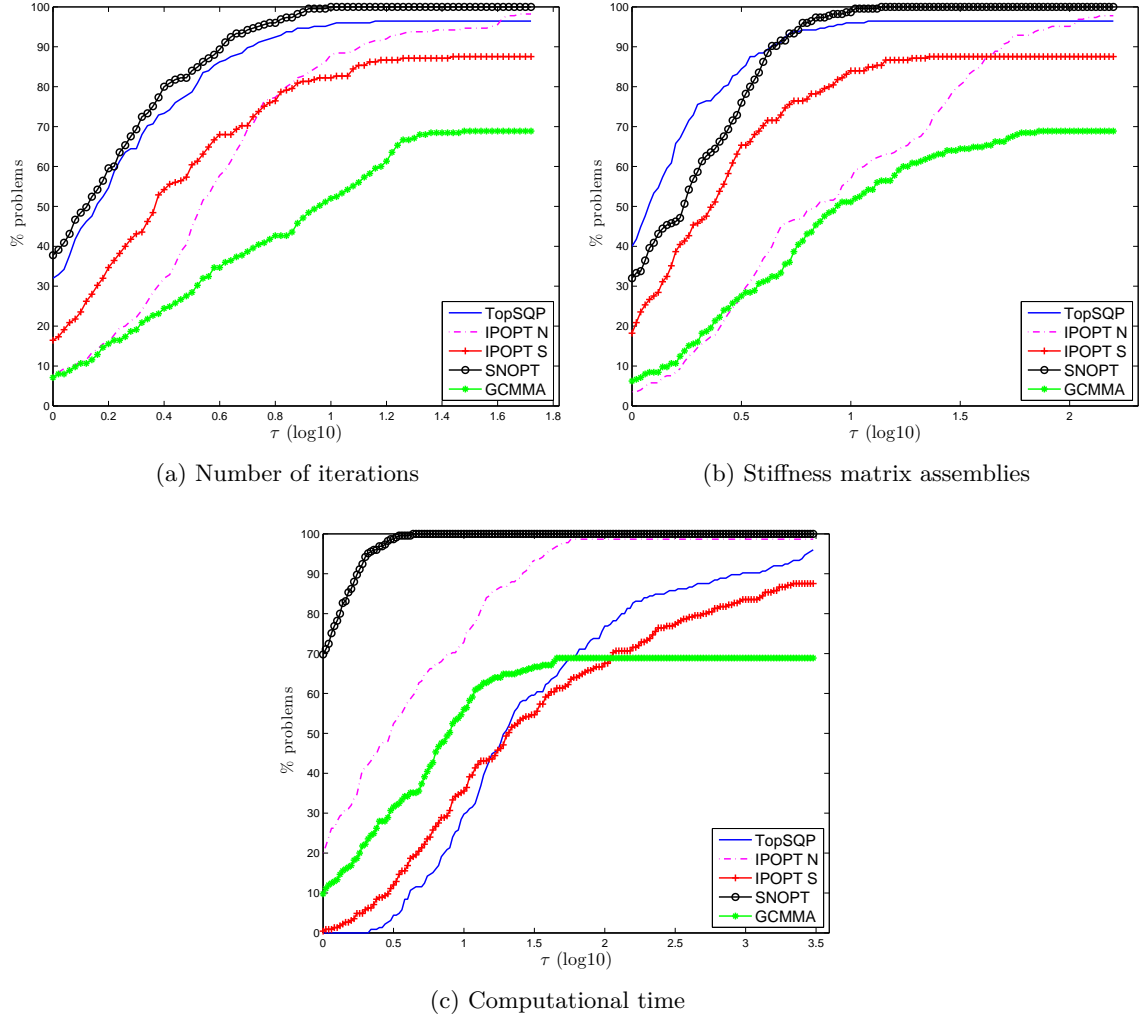 100
90
80
70
60
50
40
30
20
10
0
% problems
0 0.2 0.4 0.6 0.8 1 1.2 1.4 1.6 1.8
τ (log10)
TopSQP
IPOPT N
IPOPT S
SNOPT
GCMMA
(a) Number of iterations
100
90
80
70
60
50
40
30
20
10
0
% problems
0 0.5 1 1.5 2
τ (log10)
TopSQP
IPOPT N
IPOPT S
SNOPT
GCMMA
(b) Stiffness matrix assemblies
100
90
80
70
60
50
40
30
20
10
0
% problems
0 0.5 1 1.5 2 2.5 3 3.5
τ (log10)
TopSQP
IPOPT N
IPOPT S
SNOPT
GCMMA
(c) Computational time